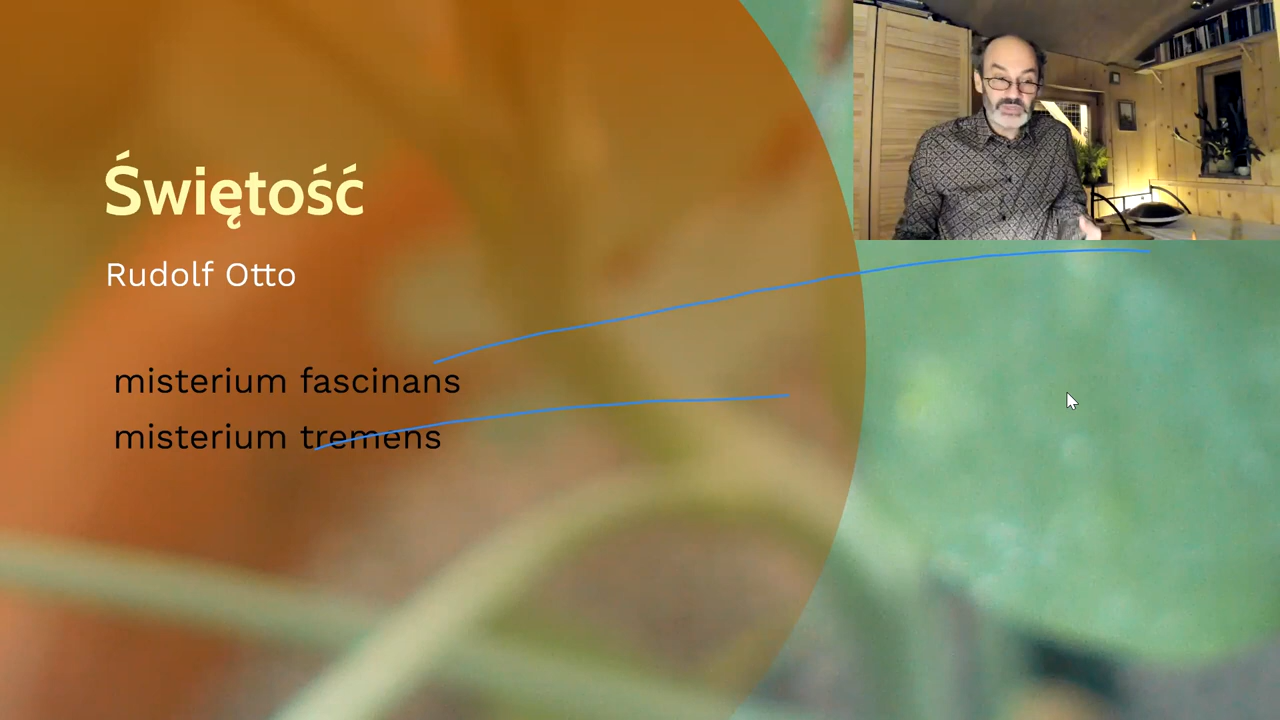 Świętość
Rudolf Otto
misterium fascinans
misterium tremens